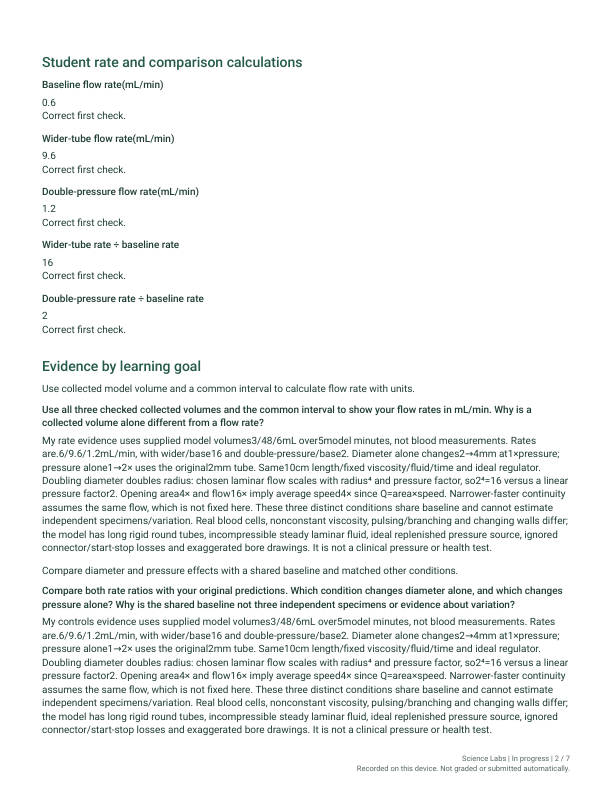 Student rate and comparison calculations
Baseline flow rate(mL/min)
0.6
Correct first check.
Wider-tube flow rate(mL/min)
9.6
Correct first check.
Double-pressure flow rate(mL/min)
1.2
Correct first check.
Wider-tube rate ÷ baseline rate
16
Correct first check.
Double-pressure rate ÷ baseline rate
2
Correct first check.
Evidence by learning goal
Use collected model volume and a common interval to calculate flow rate with units.
Use all three checked collected volumes and the common interval to show your flow rates in mL/min. Why is a
collected volume alone different from a flow rate?
My rate evidence uses supplied model volumes3/48/6mL over5model minutes, not blood measurements. Rates
are.6/9.6/1.2mL/min, with wider/base16 and double-pressure/base2. Diameter alone changes2→4mm at1×pressure;
pressure alone1→2× uses the original2mm tube. Same10cm length/fixed viscosity/fluid/time and ideal regulator.
Doubling diameter doubles radius: chosen laminar flow scales with radius⁴ and pressure factor, so2⁴=16 versus a linear
pressure factor2. Opening area4× and flow16× imply average speed4× since Q=area×speed. Narrower-faster continuity
assumes the same flow, which is not fixed here. These three distinct conditions share baseline and cannot estimate
independent specimens/variation. Real blood cells, nonconstant viscosity, pulsing/branching and changing walls differ;
the model has long rigid round tubes, incompressible steady laminar fluid, ideal replenished pressure source, ignored
connector/start-stop losses and exaggerated bore drawings. It is not a clinical pressure or health test.
Compare diameter and pressure effects with a shared baseline and matched other conditions.
Compare both rate ratios with your original predictions. Which condition changes diameter alone, and which changes
pressure alone? Why is the shared baseline not three independent specimens or evidence about variation?
My controls evidence uses supplied model volumes3/48/6mL over5model minutes, not blood measurements. Rates
are.6/9.6/1.2mL/min, with wider/base16 and double-pressure/base2. Diameter alone changes2→4mm at1×pressure;
pressure alone1→2× uses the original2mm tube. Same10cm length/fixed viscosity/fluid/time and ideal regulator.
Doubling diameter doubles radius: chosen laminar flow scales with radius⁴ and pressure factor, so2⁴=16 versus a linear
pressure factor2. Opening area4× and flow16× imply average speed4× since Q=area×speed. Narrower-faster continuity
assumes the same flow, which is not fixed here. These three distinct conditions share baseline and cannot estimate
independent specimens/variation. Real blood cells, nonconstant viscosity, pulsing/branching and changing walls differ;
the model has long rigid round tubes, incompressible steady laminar fluid, ideal replenished pressure source, ignored
connector/start-stop losses and exaggerated bore drawings. It is not a clinical pressure or health test.
Science Labs | In progress | 2 / 7
Recorded on this device. Not graded or submitted automatically.